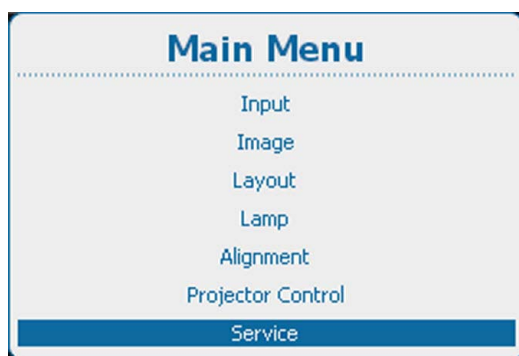 Main Menu
Input
Image
Layout
Lamp
Alignment
Projector Control
Service